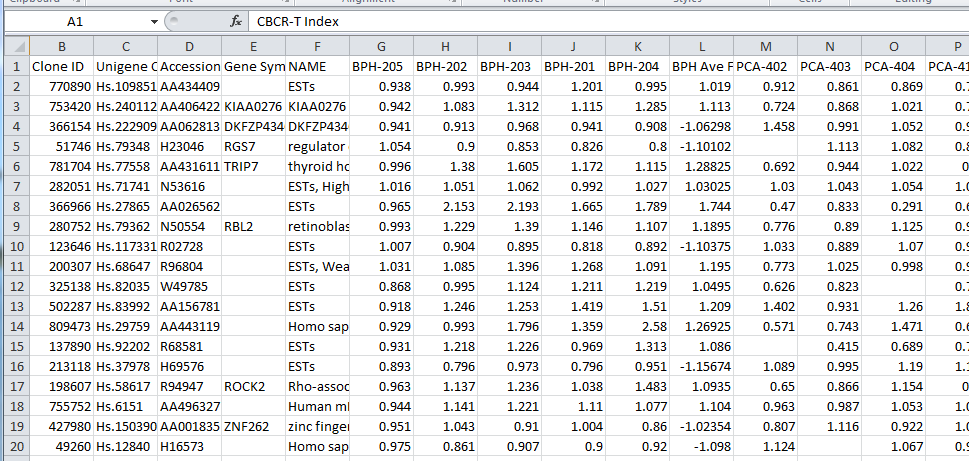 A1 fx CBCR-T Index
B C D E F G H I J K L M N O P
1 Clone ID Unigene C Accession Gene Sym NAME BPH-205 BPH-202 BPH-203 BPH-201 BPH-204 BPH Ave F PCA-402 PCA-403 PCA-404 PCA-41
2 770890 Hs.109851 AA434409 ESTs 0.938 0.993 0.944 1.201 0.995 1.019 0.912 0.861 0.869 0.7
3 753420 Hs.240112 AA406422 KIAA0276 KIAA0276 0.942 1.083 1.312 1.115 1.285 1.113 0.724 0.868 1.021 0.7
4 366154 Hs.222909 AA062813 DKFZP434 DKFZP434 0.941 0.913 0.968 0.941 0.908 -1.06298 1.458 0.991 1.052 0.9
5 51746 Hs.79348 H23046 RGS7 regulator 1.054 0.9 0.853 0.826 0.8 -1.10102 1.113 1.082 0.8
6 781704 Hs.77558 AA431611 TRIP7 thyroid ho 0.996 1.38 1.605 1.172 1.115 1.28825 0.692 0.944 1.022 0
7 282051 Hs.71741 N53616 ESTs, High 1.016 1.051 1.062 0.992 1.027 1.03025 1.03 1.043 1.054 1.0
8 366966 Hs.27865 AA026562 ESTs 0.965 2.153 2.193 1.665 1.789 1.744 0.47 0.833 0.291 0.6
9 280752 Hs.79362 N50554 RBL2 retinoblas 0.993 1.229 1.39 1.146 1.107 1.1895 0.776 0.89 1.125 0.9
10 123646 Hs.117331 R02728 ESTs 1.007 0.904 0.895 0.818 0.892 -1.10375 1.033 0.889 1.07 0.9
11 200307 Hs.68647 R96804 ESTs, Wea 1.031 1.085 1.396 1.268 1.091 1.195 0.773 1.025 0.998 0.9
12 325138 Hs.82035 W49785 ESTs 0.868 0.995 1.124 1.211 1.219 1.0495 0.626 0.823 0.7
13 502287 Hs.83992 AA156781 ESTs 0.918 1.246 1.253 1.419 1.51 1.209 1.402 0.931 1.26 1.8
14 809473 Hs.29759 AA443119 Homo sap 0.929 0.993 1.796 1.359 2.58 1.26925 0.571 0.743 1.471 0.6
15 137890 Hs.92202 R68581 ESTs 0.931 1.218 1.226 0.969 1.313 1.086 0.415 0.689 0.7
16 213118 Hs.37978 H69576 ESTs 0.893 0.796 0.973 0.796 0.951 -1.15674 1.089 0.995 1.19 1.1
17 198607 Hs.58617 R94947 ROCK2 Rho-assoc 0.963 1.137 1.236 1.038 1.483 1.0935 0.65 0.866 1.154 0
18 755752 Hs.6151 AA496327 Human ml 0.944 1.141 1.221 1.11 1.077 1.104 0.963 0.987 1.053 1.0
19 427980 Hs.150390 AA001835 ZNF262 zinc finger 0.951 1.043 0.91 1.004 0.86 -1.02354 0.807 1.116 0.922 1.0
20 49260 Hs.12840 H16573 Homo sap 0.975 0.861 0.907 0.9 0.92 -1.098 1.124 1.067 0.9